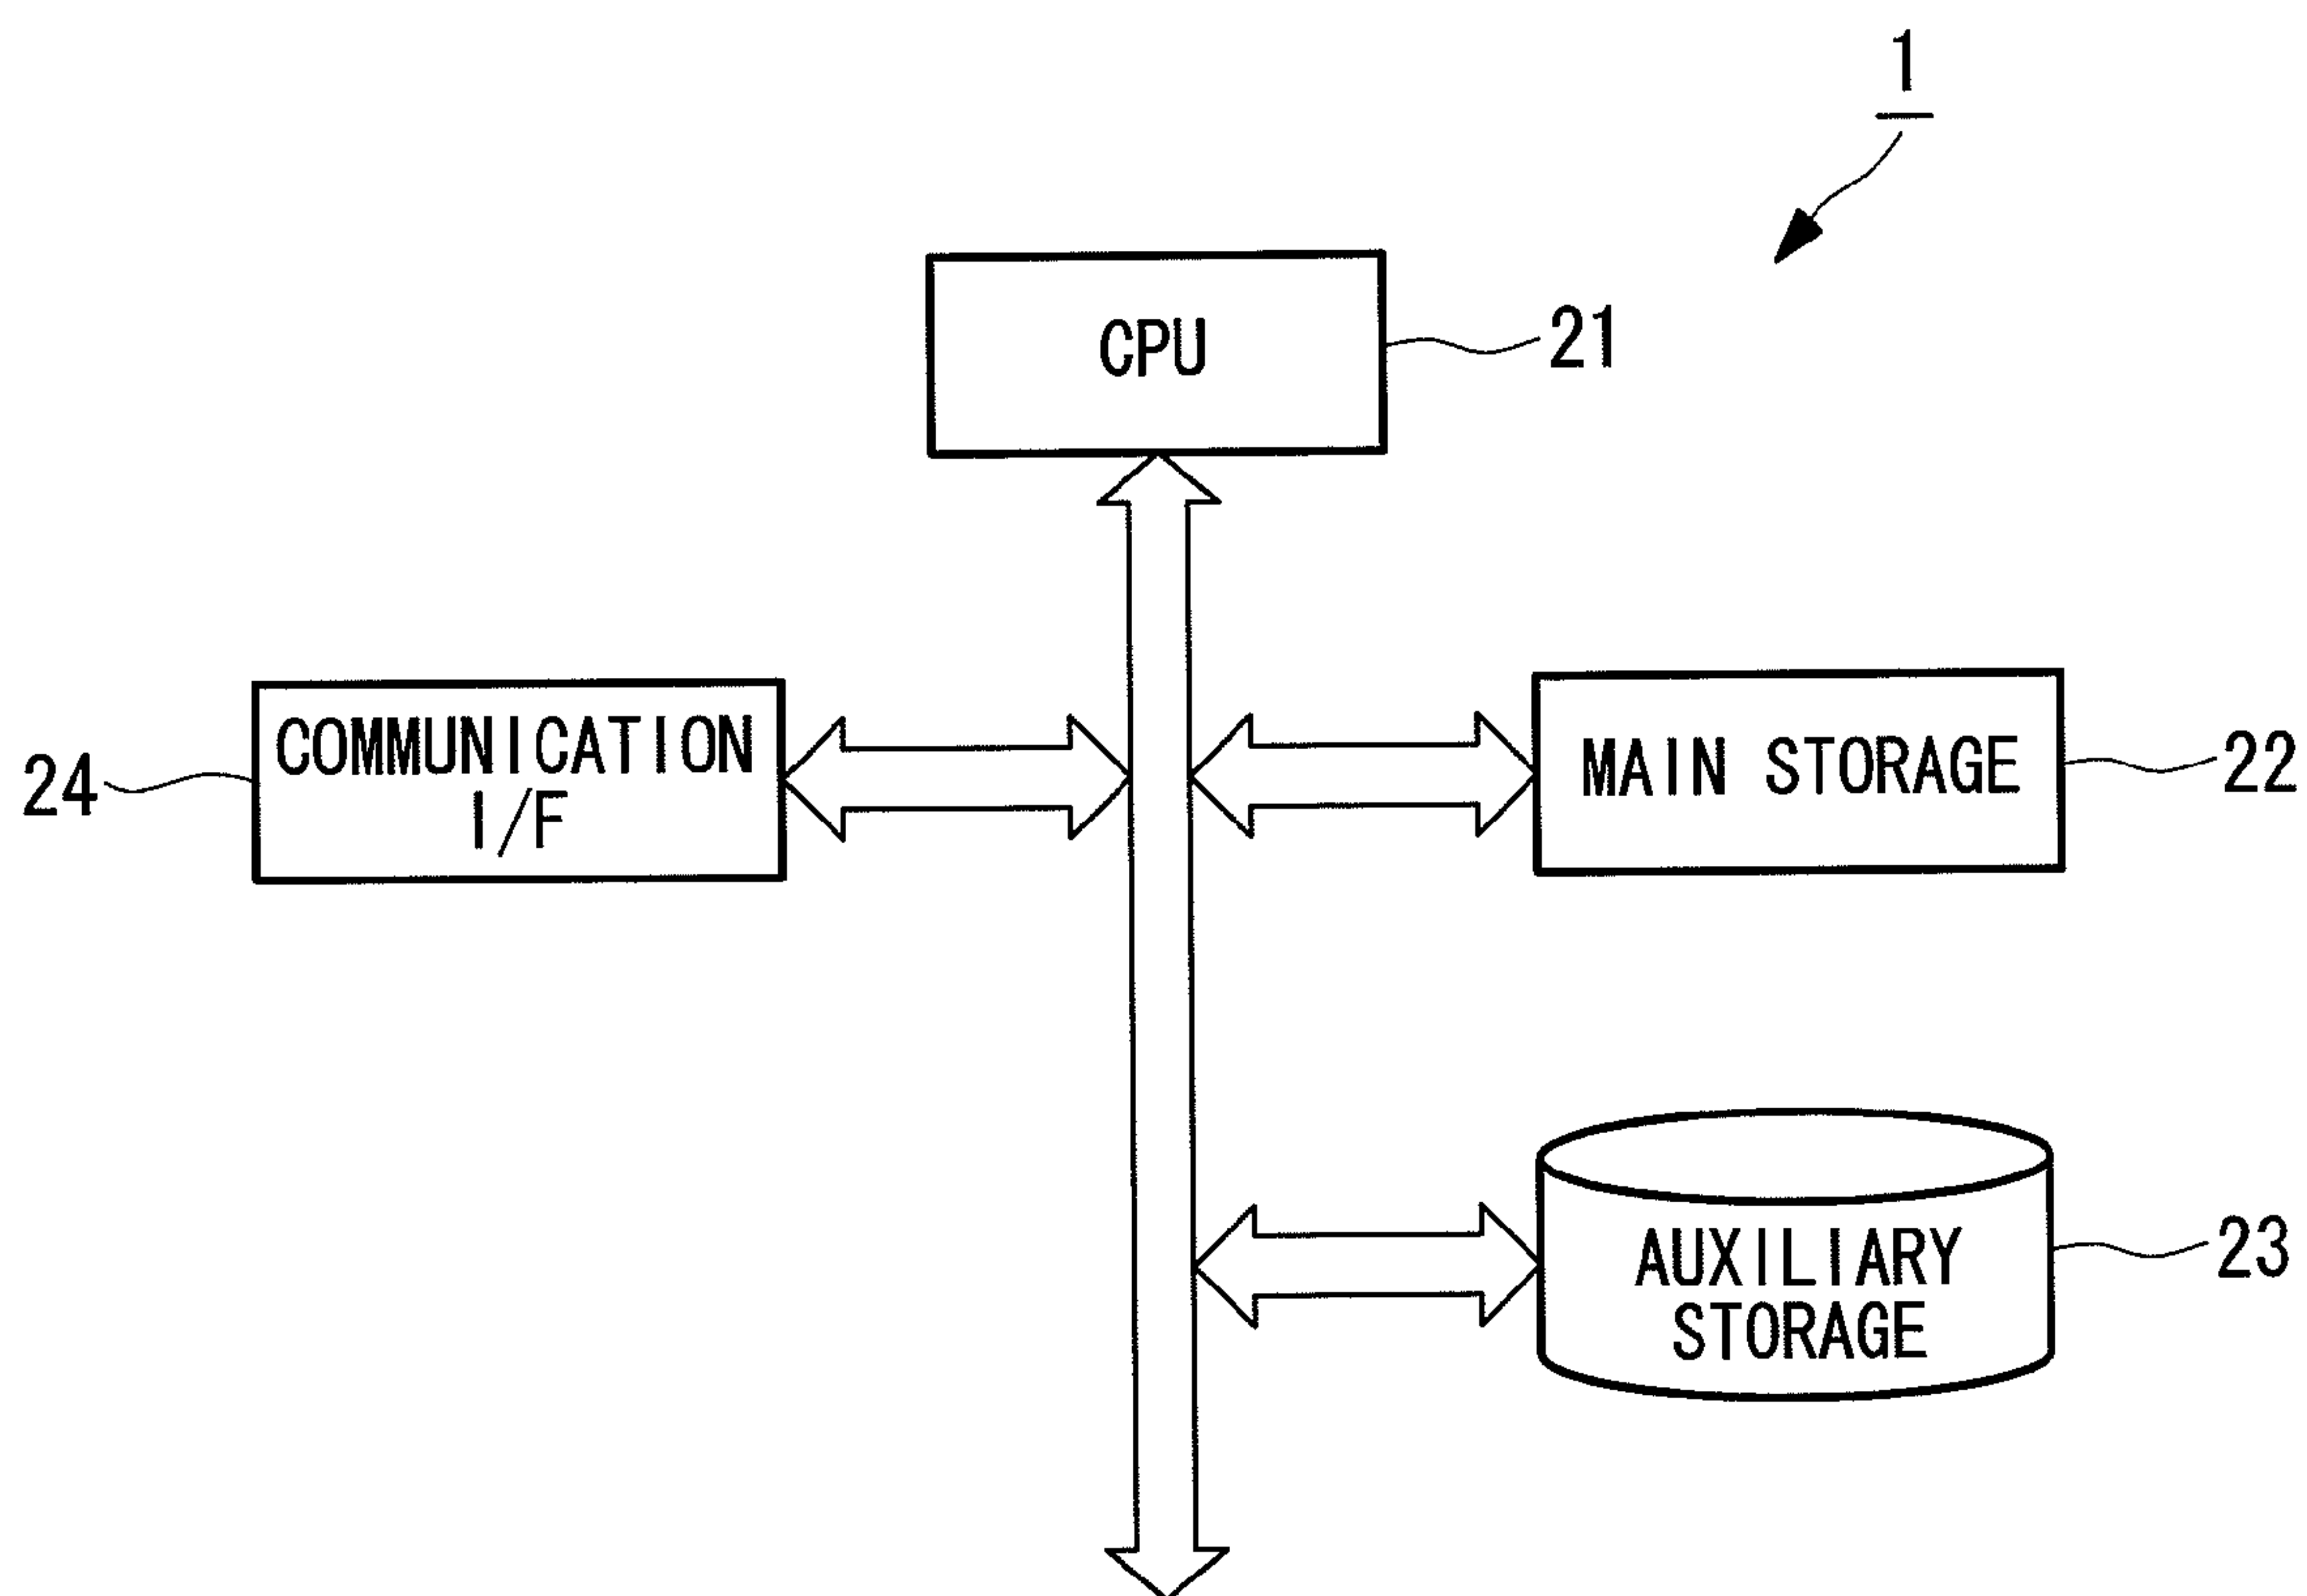 1
CPU
21
COMMUNICATION
I/F
24
MAIN STORAGE
22
AUXILIARY
STORAGE
23